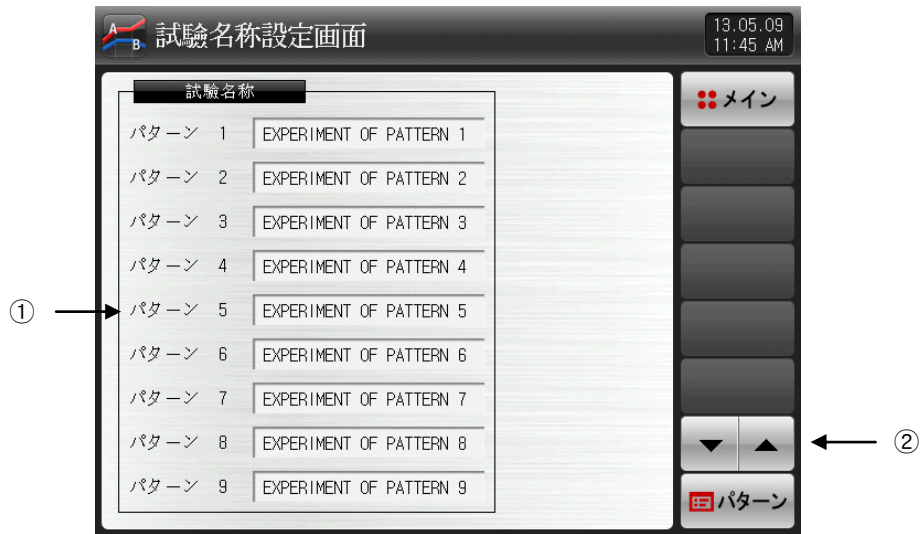 A
B
試験名称設定画面
13.05.09
11:45 AM
試験名称
メイン
パターン 1 EXPERIMENT OF PATTERN 1
パターン 2 EXPERIMENT OF PATTERN 2
パターン 3 EXPERIMENT OF PATTERN 3
パターン 4 EXPERIMENT OF PATTERN 4
① パターン 5 EXPERIMENT OF PATTERN 5
パターン 6 EXPERIMENT OF PATTERN 6
パターン 7 EXPERIMENT OF PATTERN 7
パターン 8 EXPERIMENT OF PATTERN 8
②
パターン 9 EXPERIMENT OF PATTERN 9
パターン